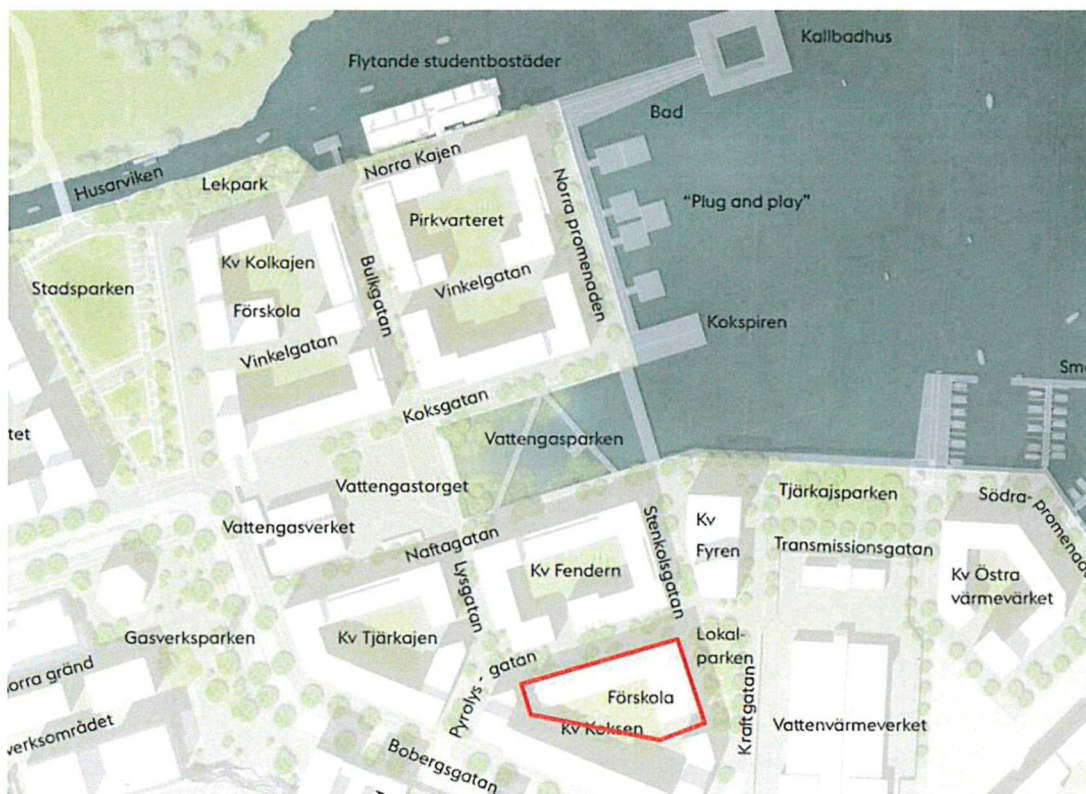 Kallbadhus
Flytande studentbostäder
Bad
Norra Kajen
Husarviken
Lekpark
Norra promenaden
"Plug and play"
Pirkvarteret
Kv Kolkajen
Bulkgatan
Stadsparken
Förskola
Vinkelgatan
Vinkelgatan
Kokspiren
Koksgatan
Vattengasparken
tet
Vattengastorget
Tjärkajsparken
Södra-promenad
Vattengasverket
Kv
Fyren
Naftagatan
Stenkolsgatan
Transmissionsgatan
Lysgatan
Kv Fendern
Kv Östra
värmevärket
Gasverksparken
Kv Tjärkajen
Lokal-
parken
norra gränd
Pyrolys-gatan
Förskola
Kraftgatan
Vattenvärmeverket
verksområdet
Kv Koksen
Bobergsgatan